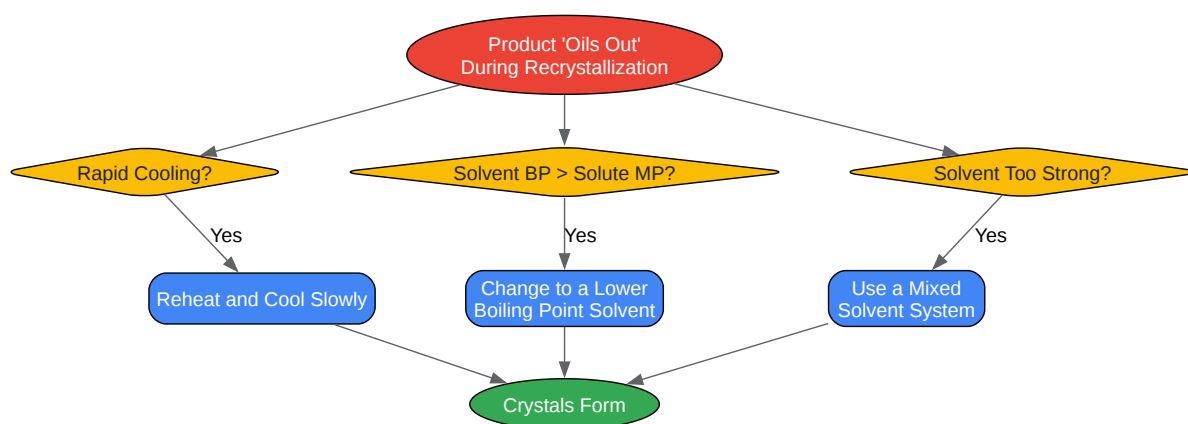 Product 'Oils Out'
During Recrystallization
Rapid Cooling?
Solvent BP > Solute MP?
Solvent Too Strong?
Yes
Yes
Yes
Reheat and Cool Slowly
Change to a Lower
Boiling Point Solvent
Use a Mixed
Solvent System
Crystals Form